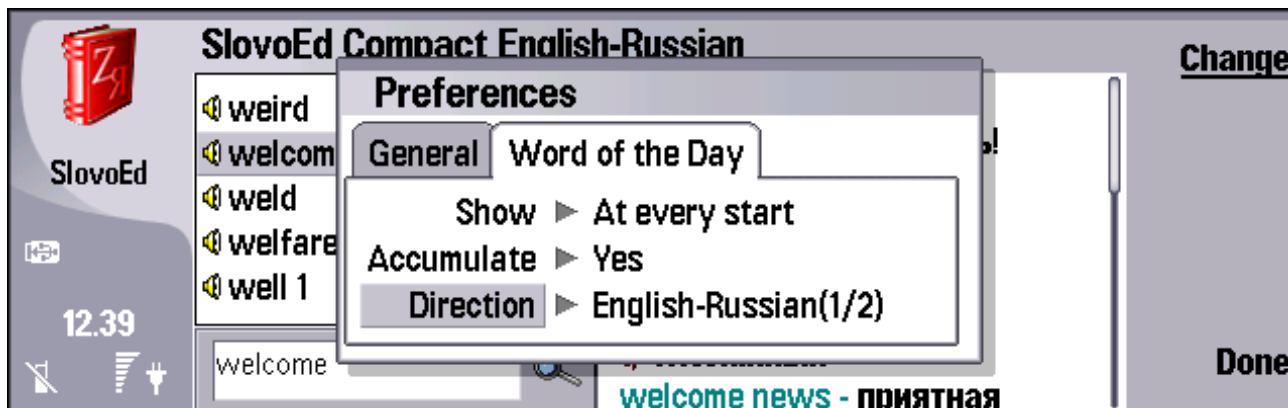 SlovoEd Compact English-Russian
Change
Preferences
General
Word of the Day
Show
At every start
Accumulate
Yes
Direction
English-Russian(1/2)
weird
welcom
weld
welfare
well 1
welcome
welcome news - приятная
SlovoEd
12.39
Done